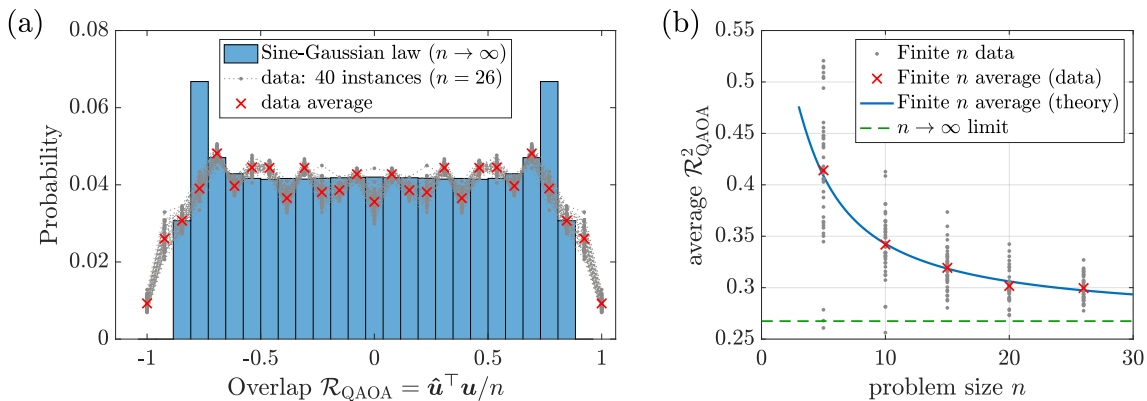 (a)
0.08
0.06
0.04
0.02
0
Probability
Sine-Gaussian law (n → ∞)
data: 40 instances (n = 26)
data average
-1
-0.5
0
0.5
1
Overlap R_QAOA = û⊤u/n
(b)
0.55
0.5
0.45
0.4
0.35
0.3
0.25
average R²_QAOA
Finite n data
Finite n average (data)
Finite n average (theory)
n → ∞ limit
0
10
20
30
problem size n